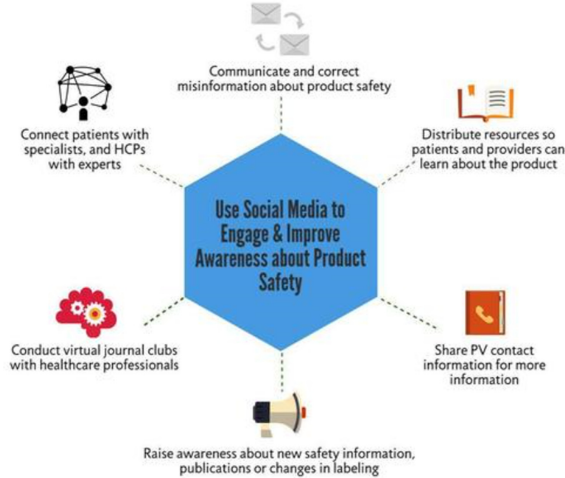 Communicate and correct
misinformation about product safety
Connect patients with
specialists, and HCPs
with experts
Distribute resources so
patients and providers can
learn about the product
Use Social Media to
Engage & Improve
Awareness about Product
Safety
Conduct virtual journal clubs
with healthcare professionals
Share PV contact
information for more
information
Raise awareness about new safety information,
publications or changes in labeling